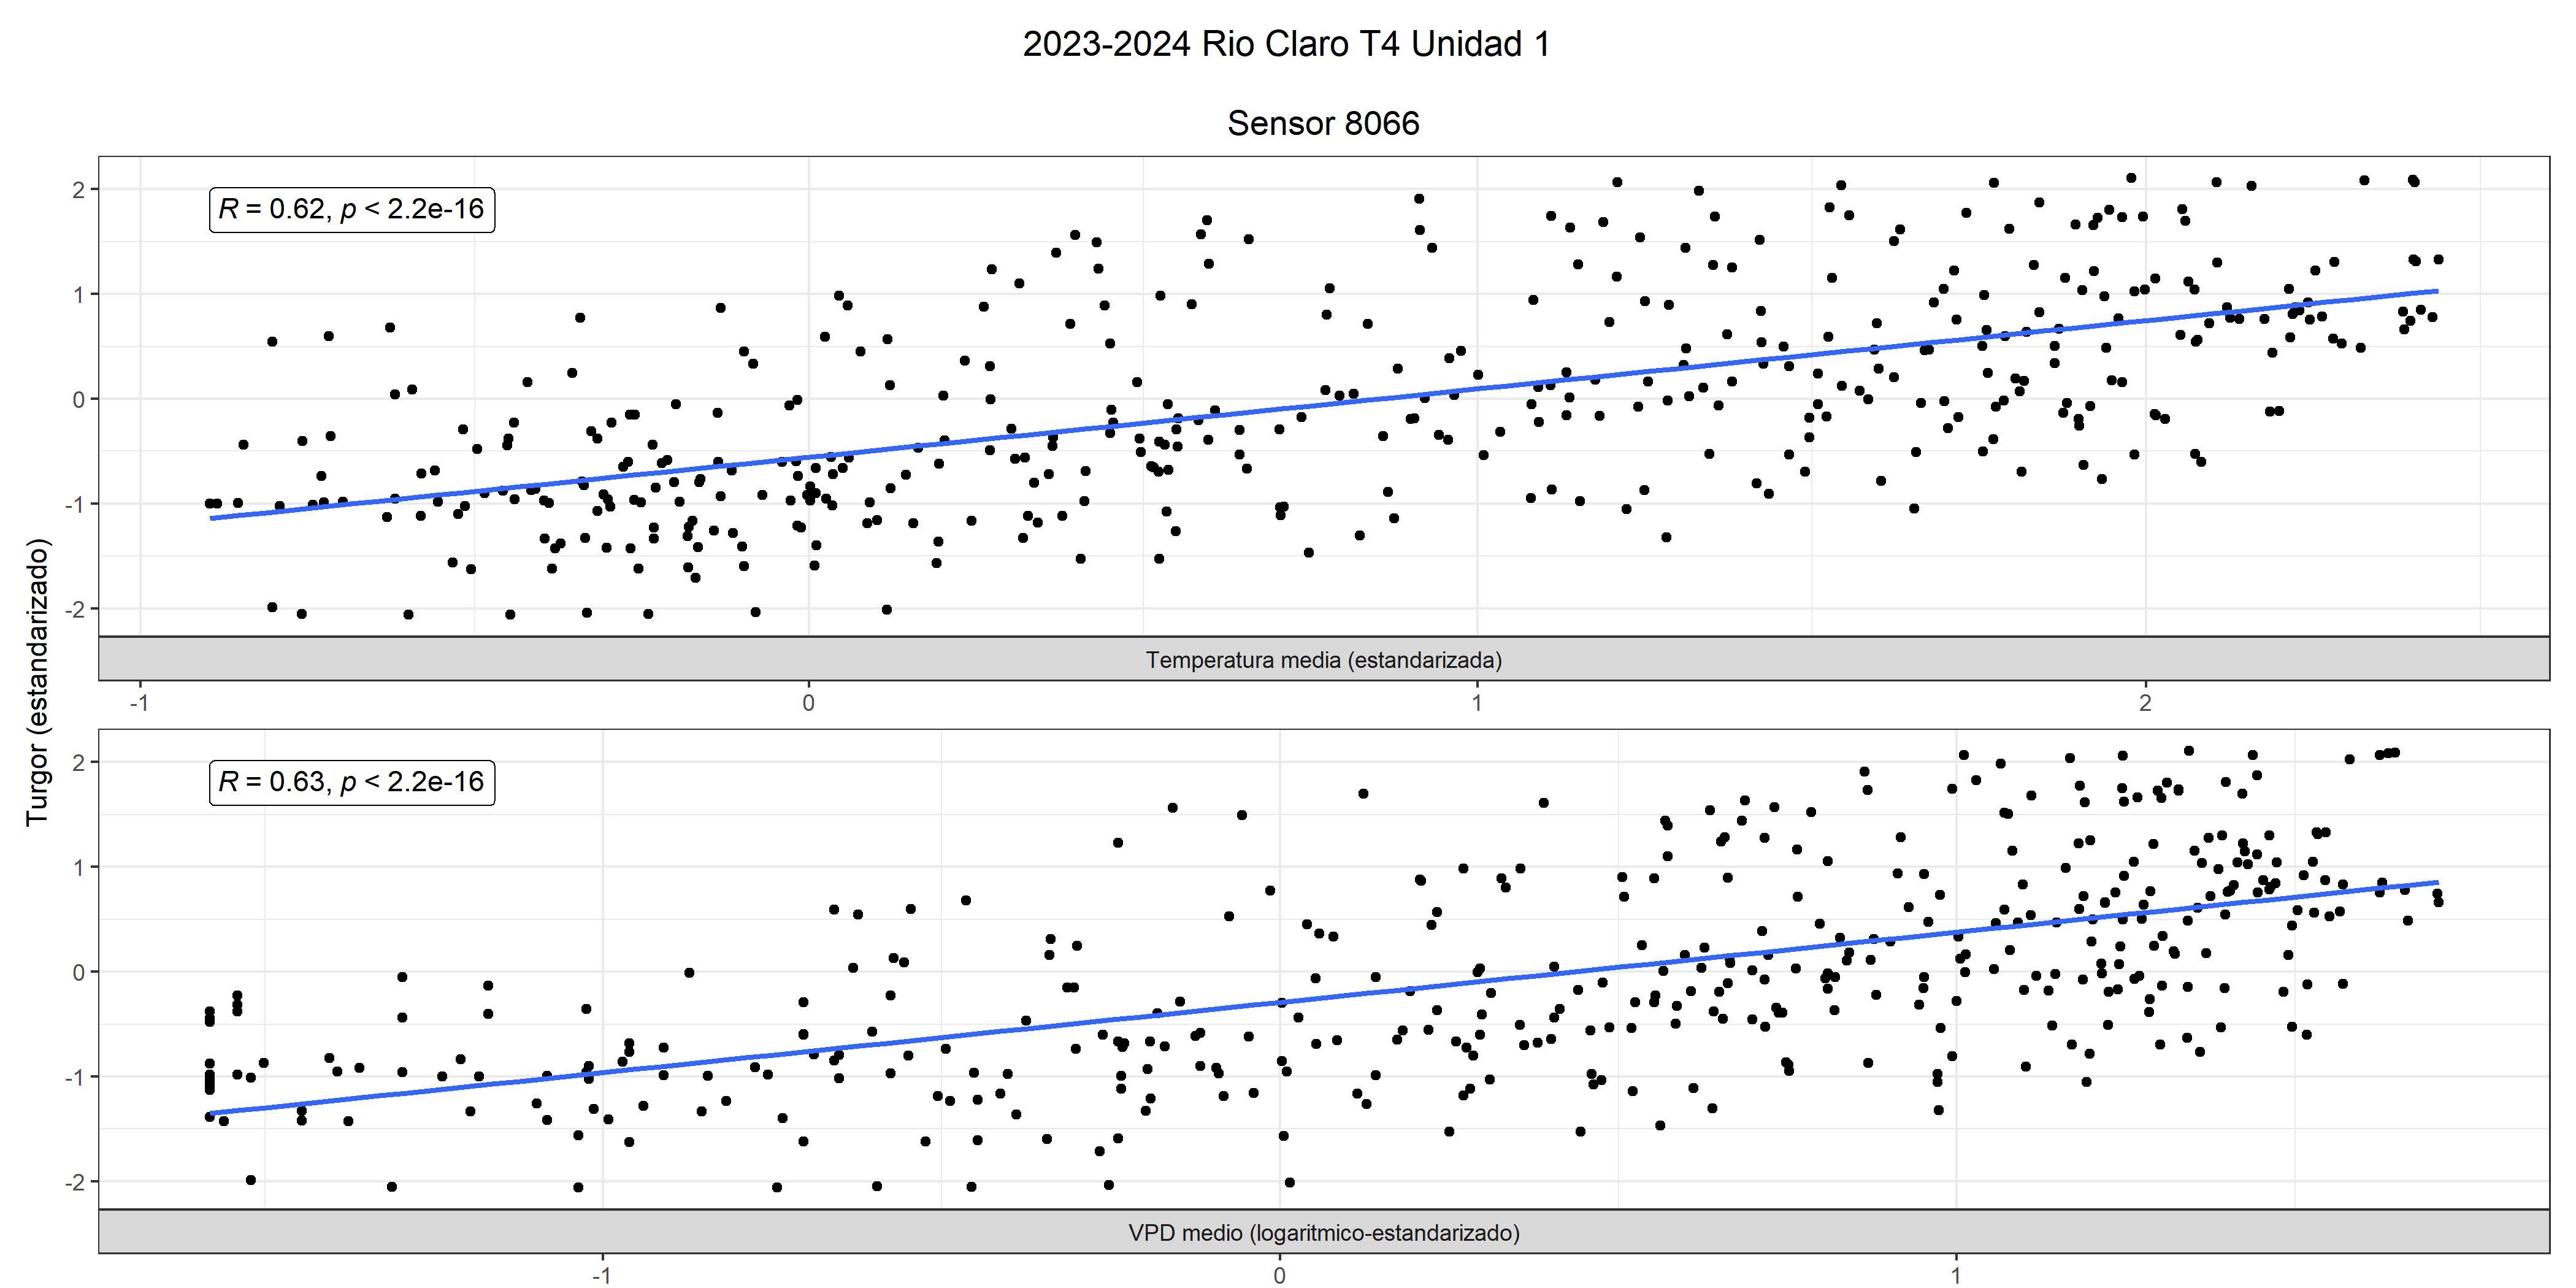 2023-2024 Rio Claro T4 Unidad 1
Sensor 8066
Turgor (estandarizado)
2
1
0
-1
-2
R = 0.62, p < 2.2e-16
Temperatura media (estandarizada)
-1 0 1 2
2
1
0
-1
-2
R = 0.63, p < 2.2e-16
VPD medio (logaritmico-estandarizado)
-1 0 1